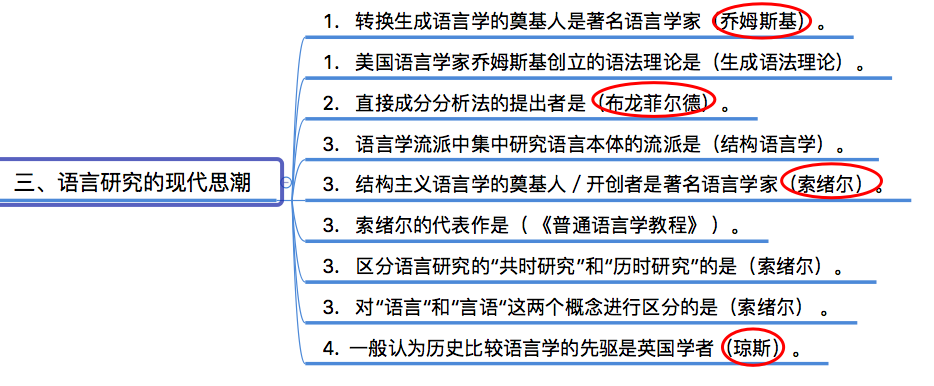 三、语言研究的现代思潮
1. 转换生成语言学的奠基人是著名语言学家（乔姆斯基）。
1. 美国语言学家乔姆斯基创立的语法理论是（生成语法理论）。
2. 直接成分分析法的提出者是（布龙菲尔德）。
3. 语言学流派中集中研究语言本体的流派是（结构语言学）。
3. 结构主义语言学的奠基人／开创者是著名语言学家（索绪尔）。
3. 索绪尔的代表作是（《普通语言学教程》）。
3. 区分语言研究的“共时研究”和“历时研究”的是（索绪尔）。
3. 对“语言”和“言语”这两个概念进行区分的是（索绪尔） 。
4. 一般认为历史比较语言学的先驱是英国学者（琼斯）。